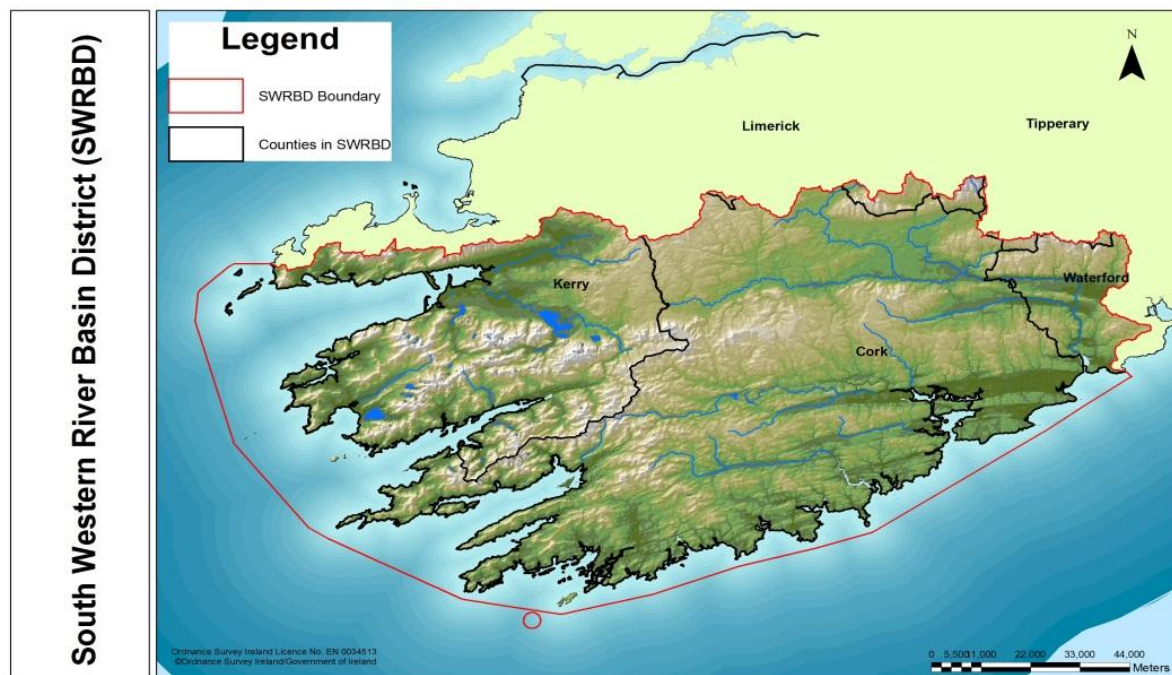 South Western River Basin District (SWRBD)
Legend
SWRBD Boundary
Counties in SWRBD
N
Limerick
Tipperary
Kerry
Waterford
Cork
Ordnance Survey Ireland Licence No. EN 0034513
©Ordnance Survey Ireland/Government of Ireland
0 5,50011,000 22,000 33,000 44,000
Meters